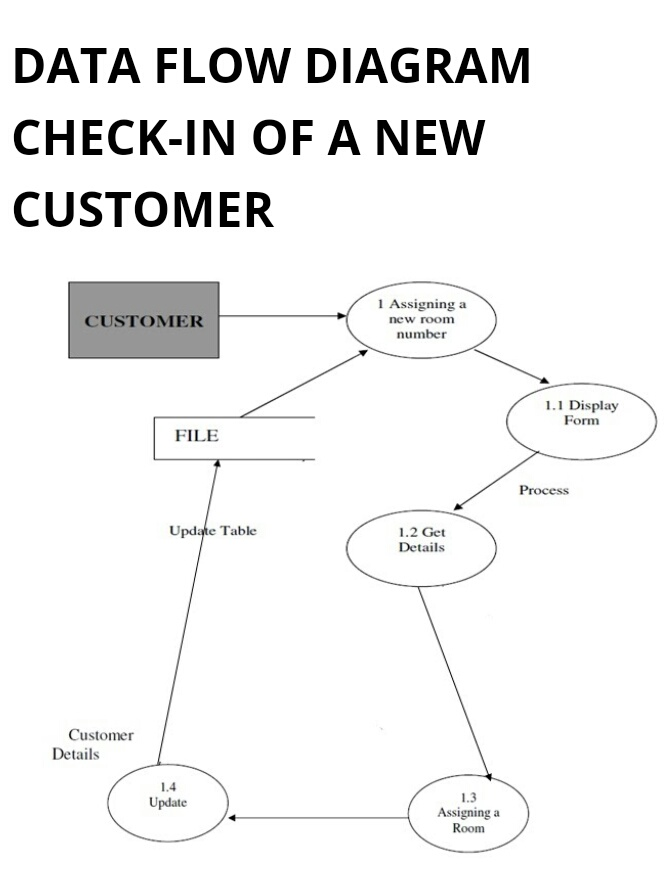 DATA FLOW DIAGRAM
CHECK-IN OF A NEW
CUSTOMER
CUSTOMER
1 Assigning a
new room
number
1.1 Display
Form
FILE
Process
Update Table
1.2 Get
Details
Customer
Details
1.4
Update
1.3
Assigning a
Room